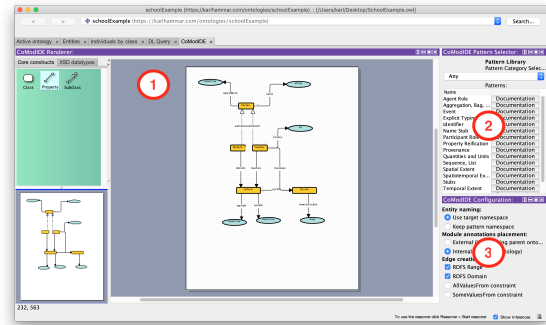 schoolExample (https://karlhammar.com/ontologies/schoolExample) : [/Users/karl/Desktop/SchoolExample.owl]
< > schoolExample (https://karlhammar.com/ontologies/schoolExample) Search...
Active ontology × Entities × Individuals by class × DL Query × CoModIDE ×
CoModIDE Renderer:
Core constructs XSD datatypes
Class Property Subclass
1
232, 563
CoModIDE Pattern Selector:
Pattern Library
Pattern Category Selec...
Any
Patterns:
Name
Agent Role Documentation
Aggregation, Bag, ... Documentation
Event Documentation
Explicit Typing Documentation
Identifier Documentation
Name Stub Documentation
Participant Role Documentation
Property Reification Documentation
Provenance Documentation
Quantities and Units Documentation
Sequence, List Documentation
Spatial Extent Documentation
Spatiotemporal Ex... Documentation
Stubs Documentation
Temporal Extent Documentation
2
CoModIDE Configuration:
Entity naming:
Use target namespace
Keep pattern namespace
Module annotations placement:
External ing parent onto...
Internal
3
Edge creation
RDFS Range
RDFS Domain
AllValuesFrom constraint
SomeValuesFrom constraint
To use the reasoner click Reasoner > Start reasoner Show Inferences